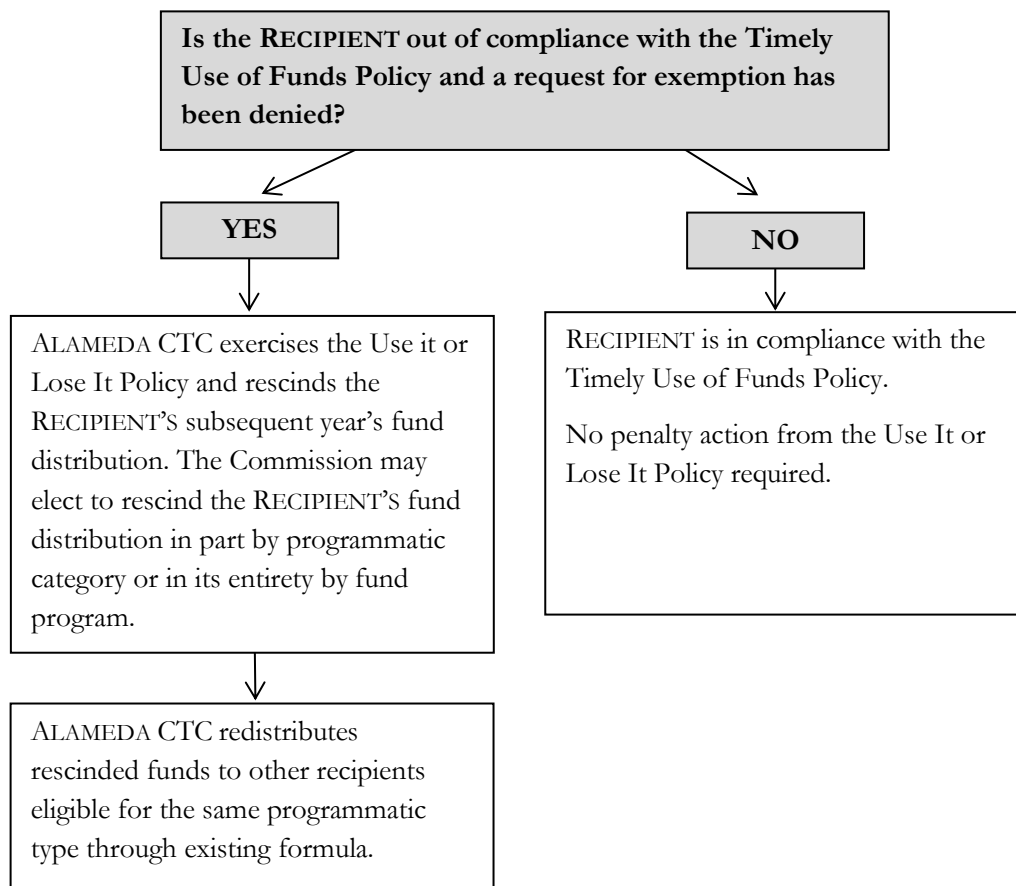 Is the RECIPIENT out of compliance with the Timely
Use of Funds Policy and a request for exemption has
been denied?
YES
NO
ALAMEDA CTC exercises the Use it or
Lose It Policy and rescinds the
RECIPIENT'S subsequent year's fund
distribution. The Commission may
elect to rescind the RECIPIENT'S fund
distribution in part by programmatic
category or in its entirety by fund
program.
RECIPIENT is in compliance with the
Timely Use of Funds Policy.
No penalty action from the Use It or
Lose It Policy required.
ALAMEDA CTC redistributes
rescinded funds to other recipients
eligible for the same programmatic
type through existing formula.